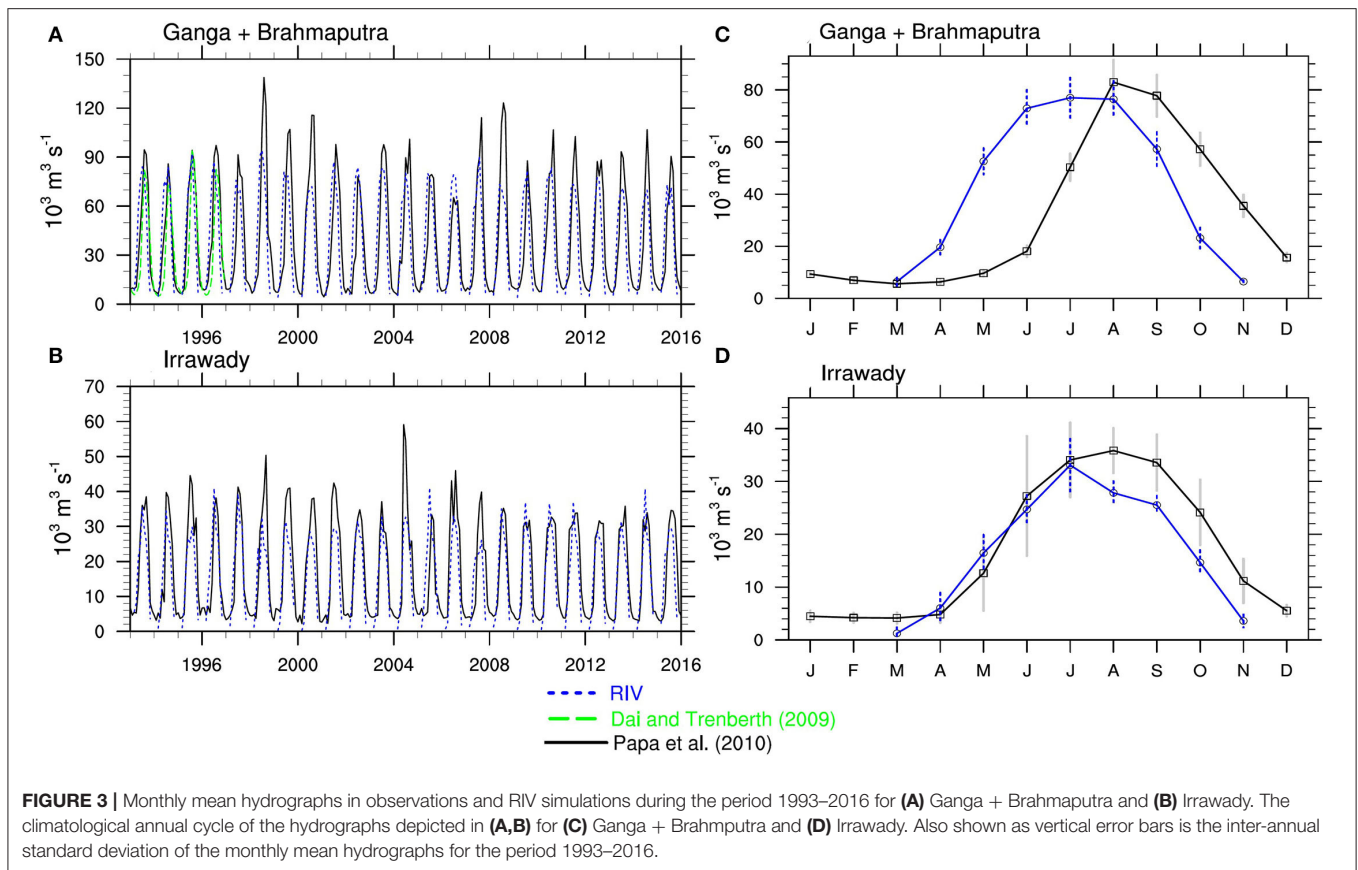 A
Ganga + Brahmaputra
150
120
90
60
30
0
10³ m³ s⁻¹
1996
2000
2004
2008
2012
2016
B
Irrawady
70
60
50
40
30
20
10
0
10³ m³ s⁻¹
1996
2000
2004
2008
2012
2016
C
Ganga + Brahmaputra
80
60
40
20
0
10³ m³ s⁻¹
J F M A M J J A S O N D
D
Irrawady
40
30
20
10
0
10³ m³ s⁻¹
J F M A M J J A S O N D
RIV
Dai and Trenberth (2009)
Papa et al. (2010)
FIGURE 3 | Monthly mean hydrographs in observations and RIV simulations during the period 1993–2016 for (A) Ganga + Brahmaputra and (B) Irrawady. The
climatological annual cycle of the hydrographs depicted in (A,B) for (C) Ganga + Brahmputra and (D) Irrawady. Also shown as vertical error bars is the inter-annual
standard deviation of the monthly mean hydrographs for the period 1993–2016.